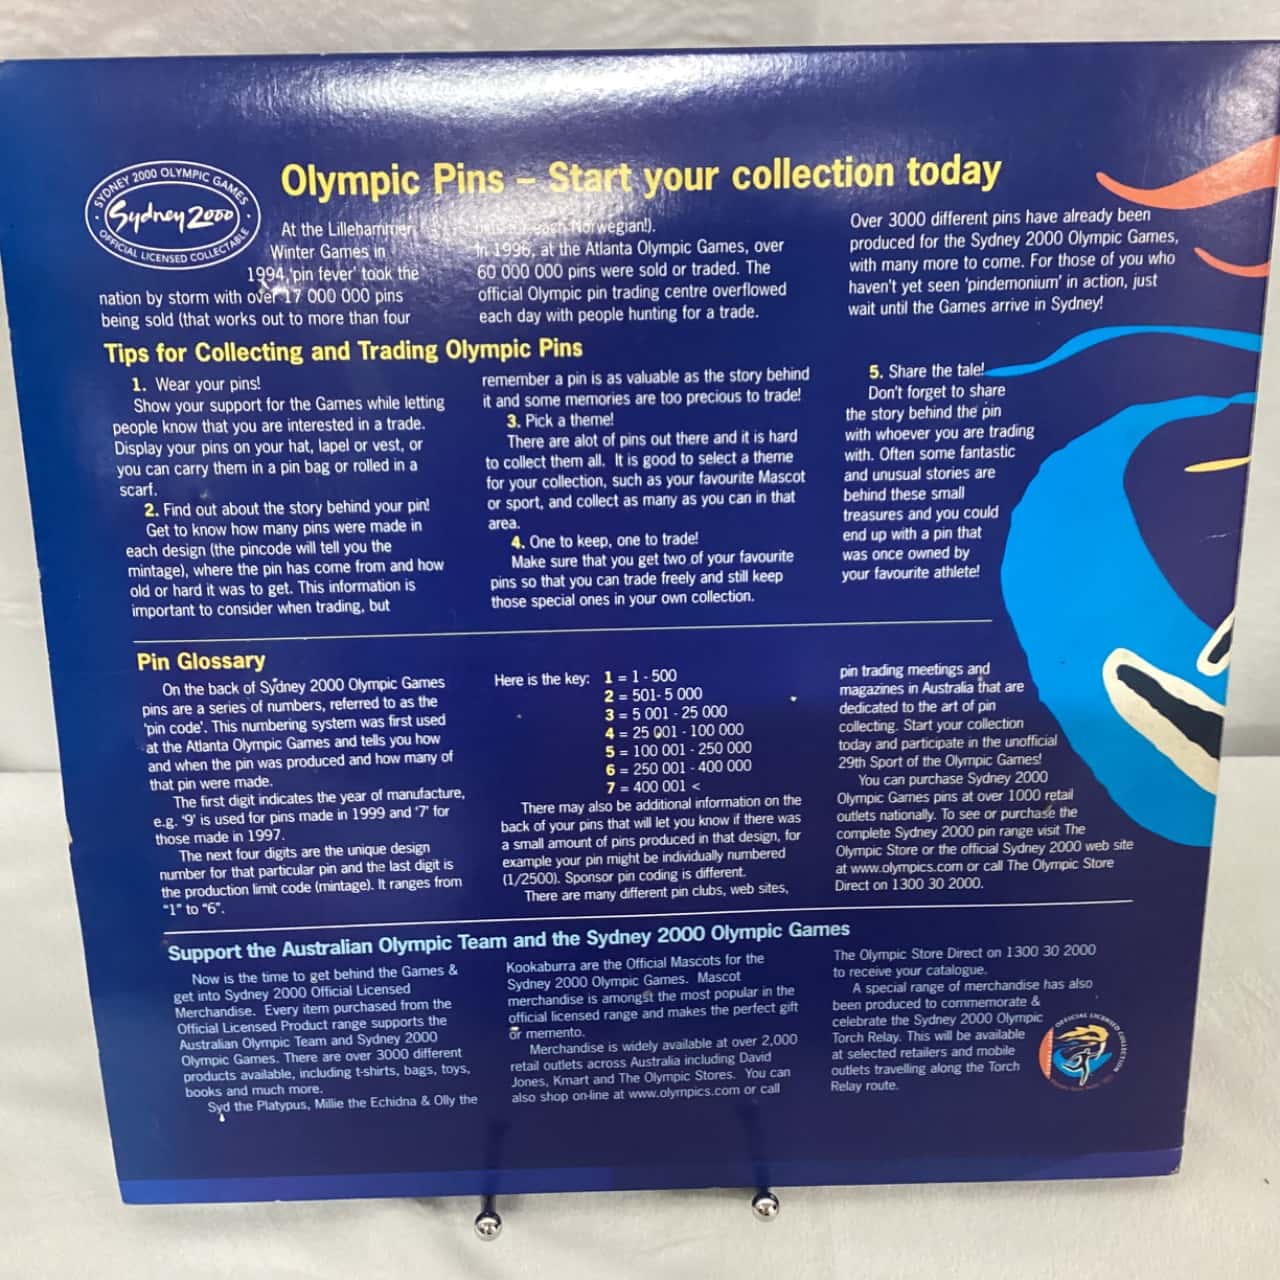 SYDNEY 2000 OLYMPIC GAMES
Sydney 2000
OFFICIAL LICENSED COLLECTABLE
Olympic Pins – Start your collection today
At the Lillehammer
Winter Games in
1994,'pin fever' took the
nation by storm with over 17 000 000 pins
being sold (that works out to more than four
Norwegian!).
In 1996, at the Atlanta Olympic Games, over
60 000 000 pins were sold or traded. The
official Olympic pin trading centre overflowed
each day with people hunting for a trade.
Over 3000 different pins have already been
produced for the Sydney 2000 Olympic Games,
with many more to come. For those of you who
haven't yet seen 'pindemonium' in action, just
wait until the Games arrive in Sydney!
Tips for Collecting and Trading Olympic Pins
1. Wear your pins!
Show your support for the Games while letting
people know that you are interested in a trade.
Display your pins on your hat, lapel or vest, or
you can carry them in a pin bag or rolled in a
scarf.
2. Find out about the story behind your pin!
Get to know how many pins were made in
each design (the pincode will tell you the
mintage), where the pin has come from and how
old or hard it was to get. This information is
important to consider when trading, but
remember a pin is as valuable as the story behind
it and some memories are too precious to trade!
3. Pick a theme!
There are alot of pins out there and it is hard
to collect them all. It is good to select a theme
for your collection, such as your favourite Mascot
or sport, and collect as many as you can in that
area.
4. One to keep, one to trade!
Make sure that you get two of your favourite
pins so that you can trade freely and still keep
those special ones in your own collection.
5. Share the tale!
Don't forget to share
the story behind the pin
with whoever you are trading
with. Often some fantastic
and unusual stories are
behind these small
treasures and you could
end up with a pin that
was once owned by
your favourite athlete!
Pin Glossary
On the back of Sydney 2000 Olympic Games
pins are a series of numbers, referred to as the
'pin code'. This numbering system was first used
at the Atlanta Olympic Games and tells you how
and when the pin was produced and how many of
that pin were made.
The first digit indicates the year of manufacture,
e.g. '9' is used for pins made in 1999 and '7' for
those made in 1997.
The next four digits are the unique design
number for that particular pin and the last digit is
the production limit code (mintage). It ranges from
"1" to "6".
Here is the key: 1 = 1 - 500
2 = 501- 5 000
3 = 5 001 - 25 000
4 = 25 001 - 100 000
5 = 100 001 - 250 000
6 = 250 001 - 400 000
7 = 400 001 <
There may also be additional information on the
back of your pins that will let you know if there was
a small amount of pins produced in that design, for
example your pin might be individually numbered
(1/2500). Sponsor pin coding is different.
There are many different pin clubs, web sites,
pin trading meetings and
magazines in Australia that are
dedicated to the art of pin
collecting. Start your collection
today and participate in the unofficial
29th Sport of the Olympic Games!
You can purchase Sydney 2000
Olympic Games pins at over 1000 retail
outlets nationally. To see or purchase the
complete Sydney 2000 pin range visit The
Olympic Store or the official Sydney 2000 web site
at www.olympics.com or call The Olympic Store
Direct on 1300 30 2000.
Support the Australian Olympic Team and the Sydney 2000 Olympic Games
Now is the time to get behind the Games &
get into Sydney 2000 Official Licensed
Merchandise. Every item purchased from the
Official Licensed Product range supports the
Australian Olympic Team and Sydney 2000
Olympic Games. There are over 3000 different
products available, including t-shirts, bags, toys,
books and much more.
Syd the Platypus, Millie the Echidna & Olly the
Kookaburra are the Official Mascots for the
Sydney 2000 Olympic Games. Mascot
merchandise is amongst the most popular in the
official licensed range and makes the perfect gift
or memento.
Merchandise is widely available at over 2,000
retail outlets across Australia including David
Jones, Kmart and The Olympic Stores. You can
also shop on-line at www.olympics.com or call
The Olympic Store Direct on 1300 30 2000
to receive your catalogue.
A special range of merchandise has also
been produced to commemorate &
celebrate the Sydney 2000 Olympic
Torch Relay. This will be available
at selected retailers and mobile
outlets travelling along the Torch
Relay route.
OFFICIAL LICENSED COLLECTION